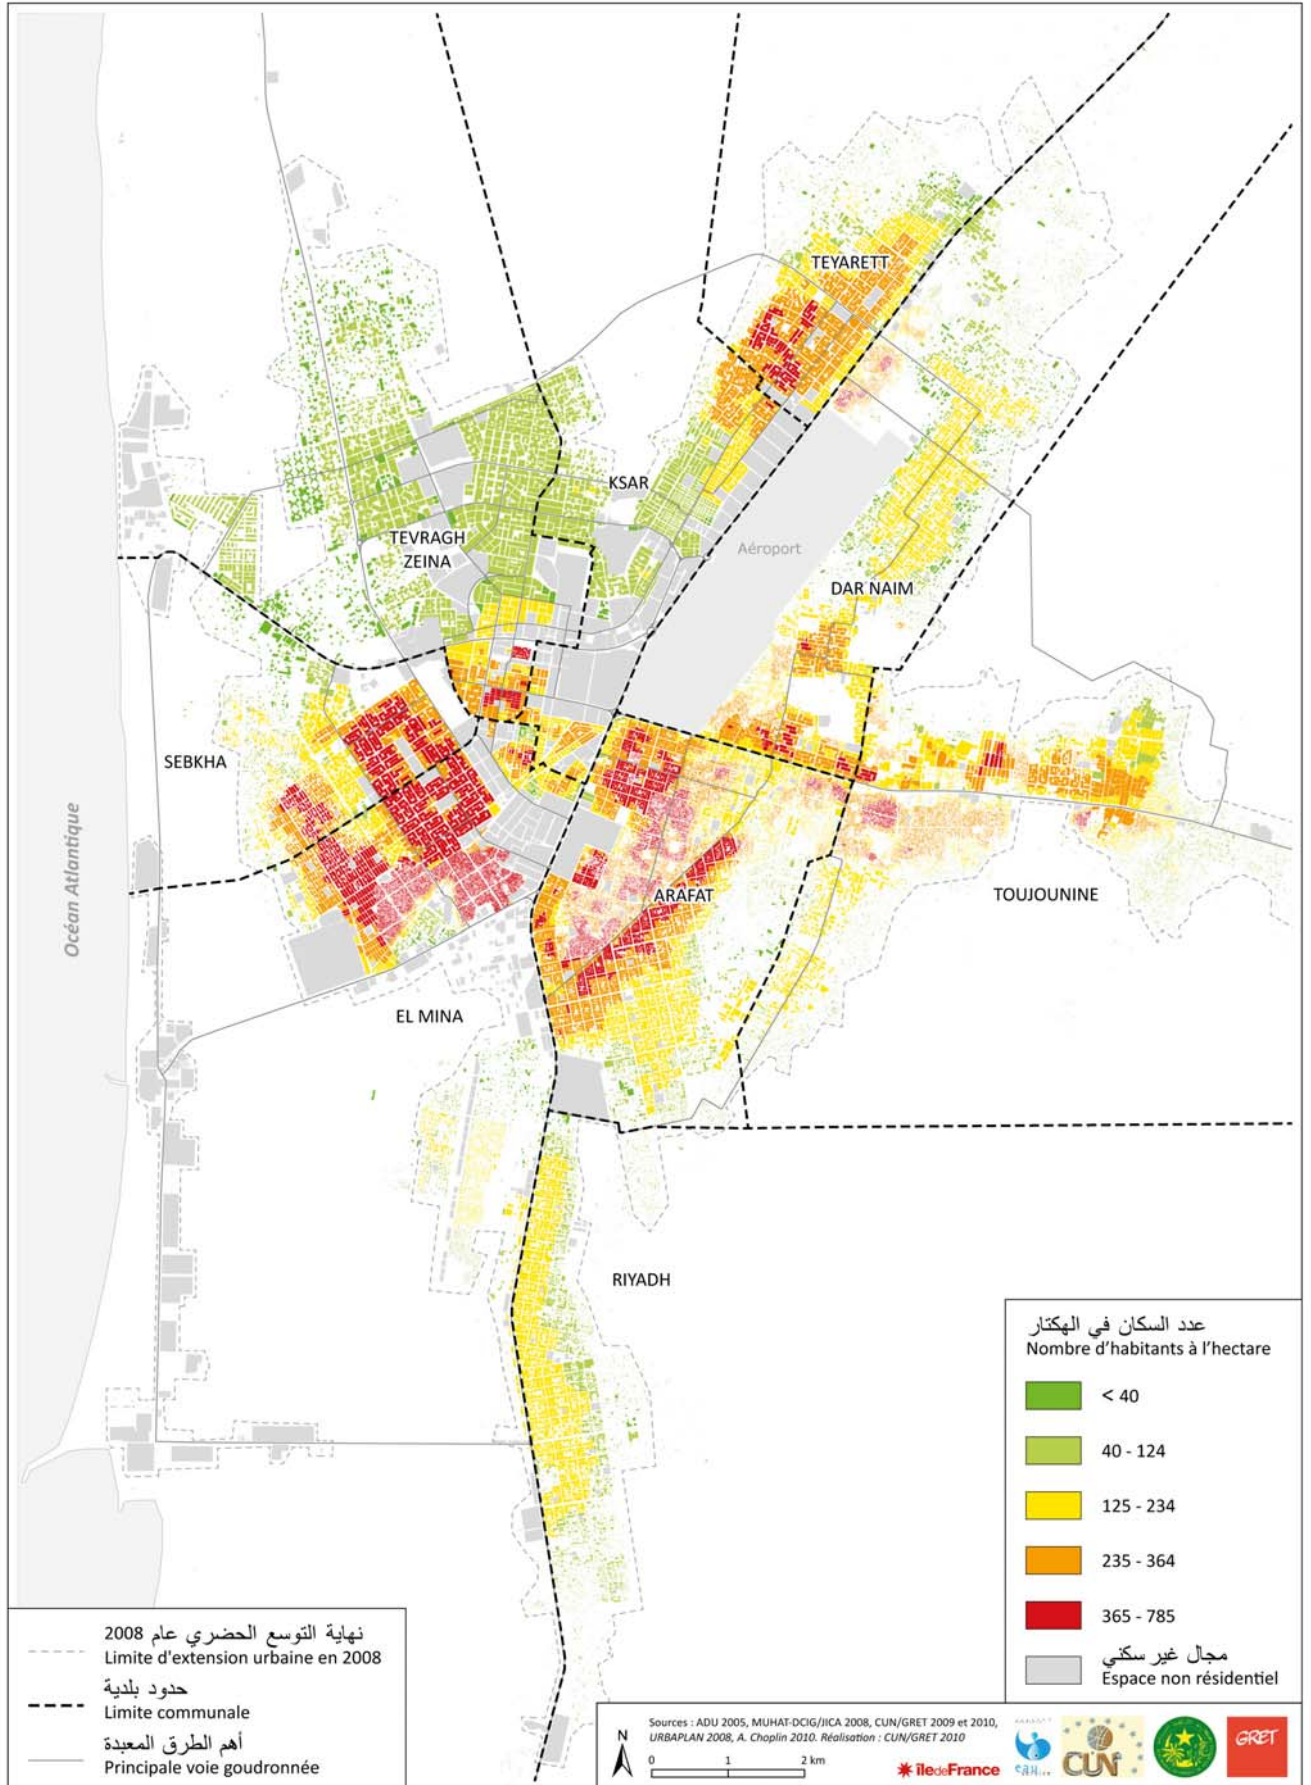 TEYARETT
KSAR
TEVRAGH
ZEINA
Aéroport
DAR NAIM
SEBKHA
Océan Atlantique
ARAFAT
TOUJOUNINE
EL MINA
RIYADH
عدد السكان في الهكتار
Nombre d'habitants à l'hectare
< 40
40 - 124
125 - 234
235 - 364
365 - 785
مجال غير سكني
Espace non résidentiel
نهاية التوسع الحضري عام 2008
Limite d'extension urbaine en 2008
حدود بلدية
Limite communale
أهم الطرق المعبدة
Principale voie goudronnée
N
0 1 2 km
Sources : ADU 2005, MUHAT-DCIG/JICA 2008, CUN/GRET 2009 et 2010,
URBAPLAN 2008, A. Choplin 2010. Réalisation : CUN/GRET 2010
îledeFrance
CUN
GRET